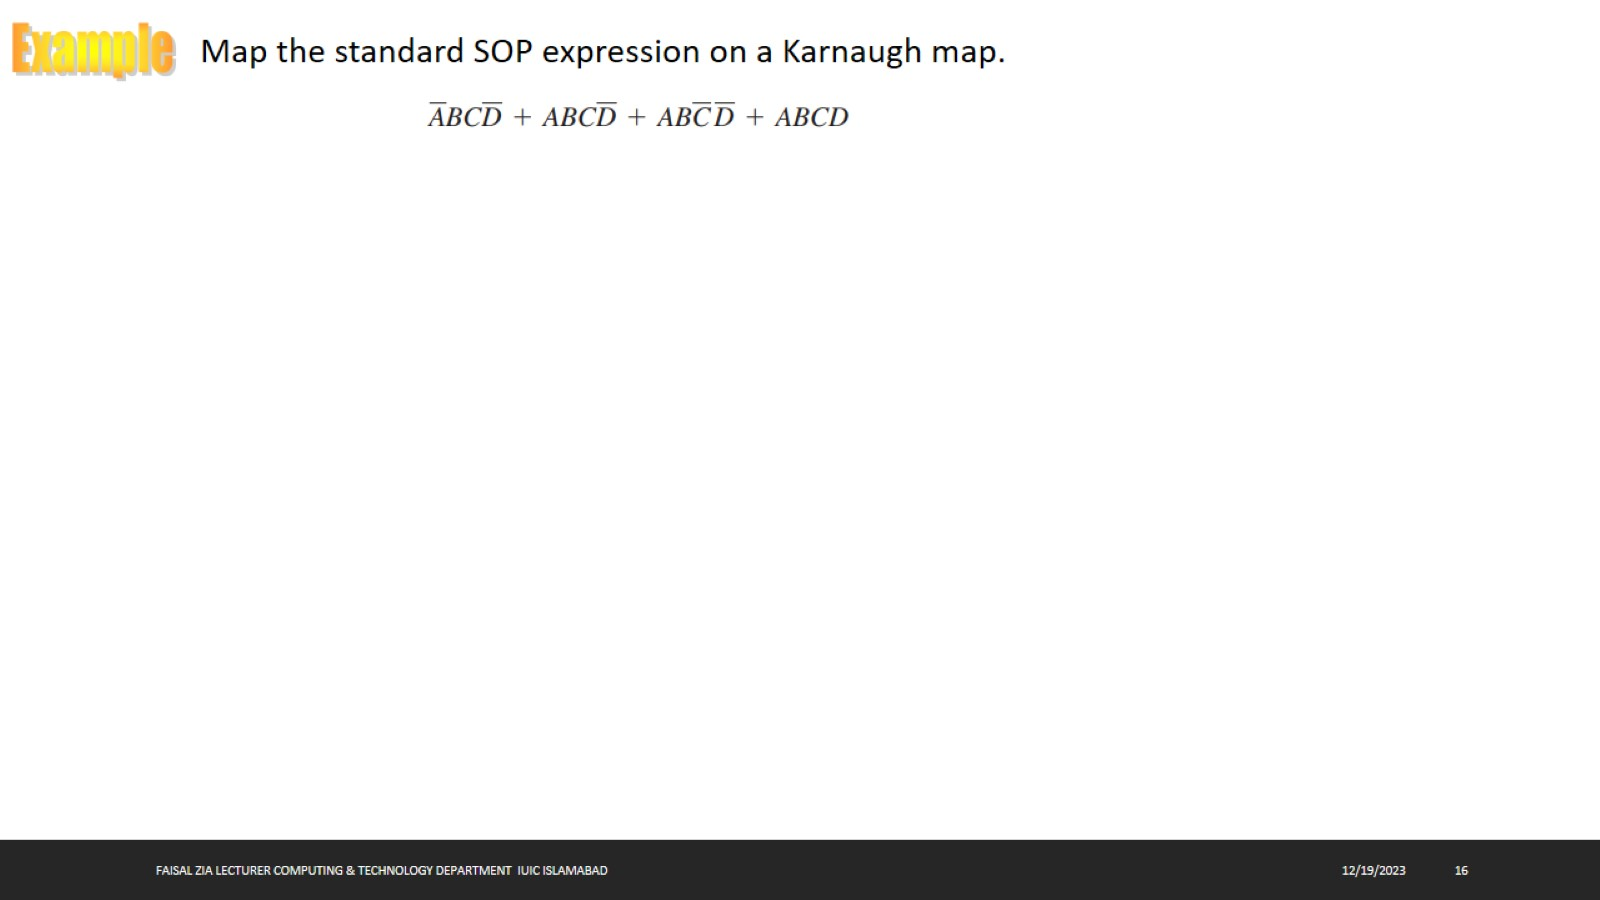 Example Map the standard SOP expression on a Karnaugh map.
A̅BCD̅ + ABCD̅ + ABC̅D̅ + ABCD
FAISAL ZIA LECTURER COMPUTING & TECHNOLOGY DEPARTMENT IUIC ISLAMABAD 12/19/2023 16